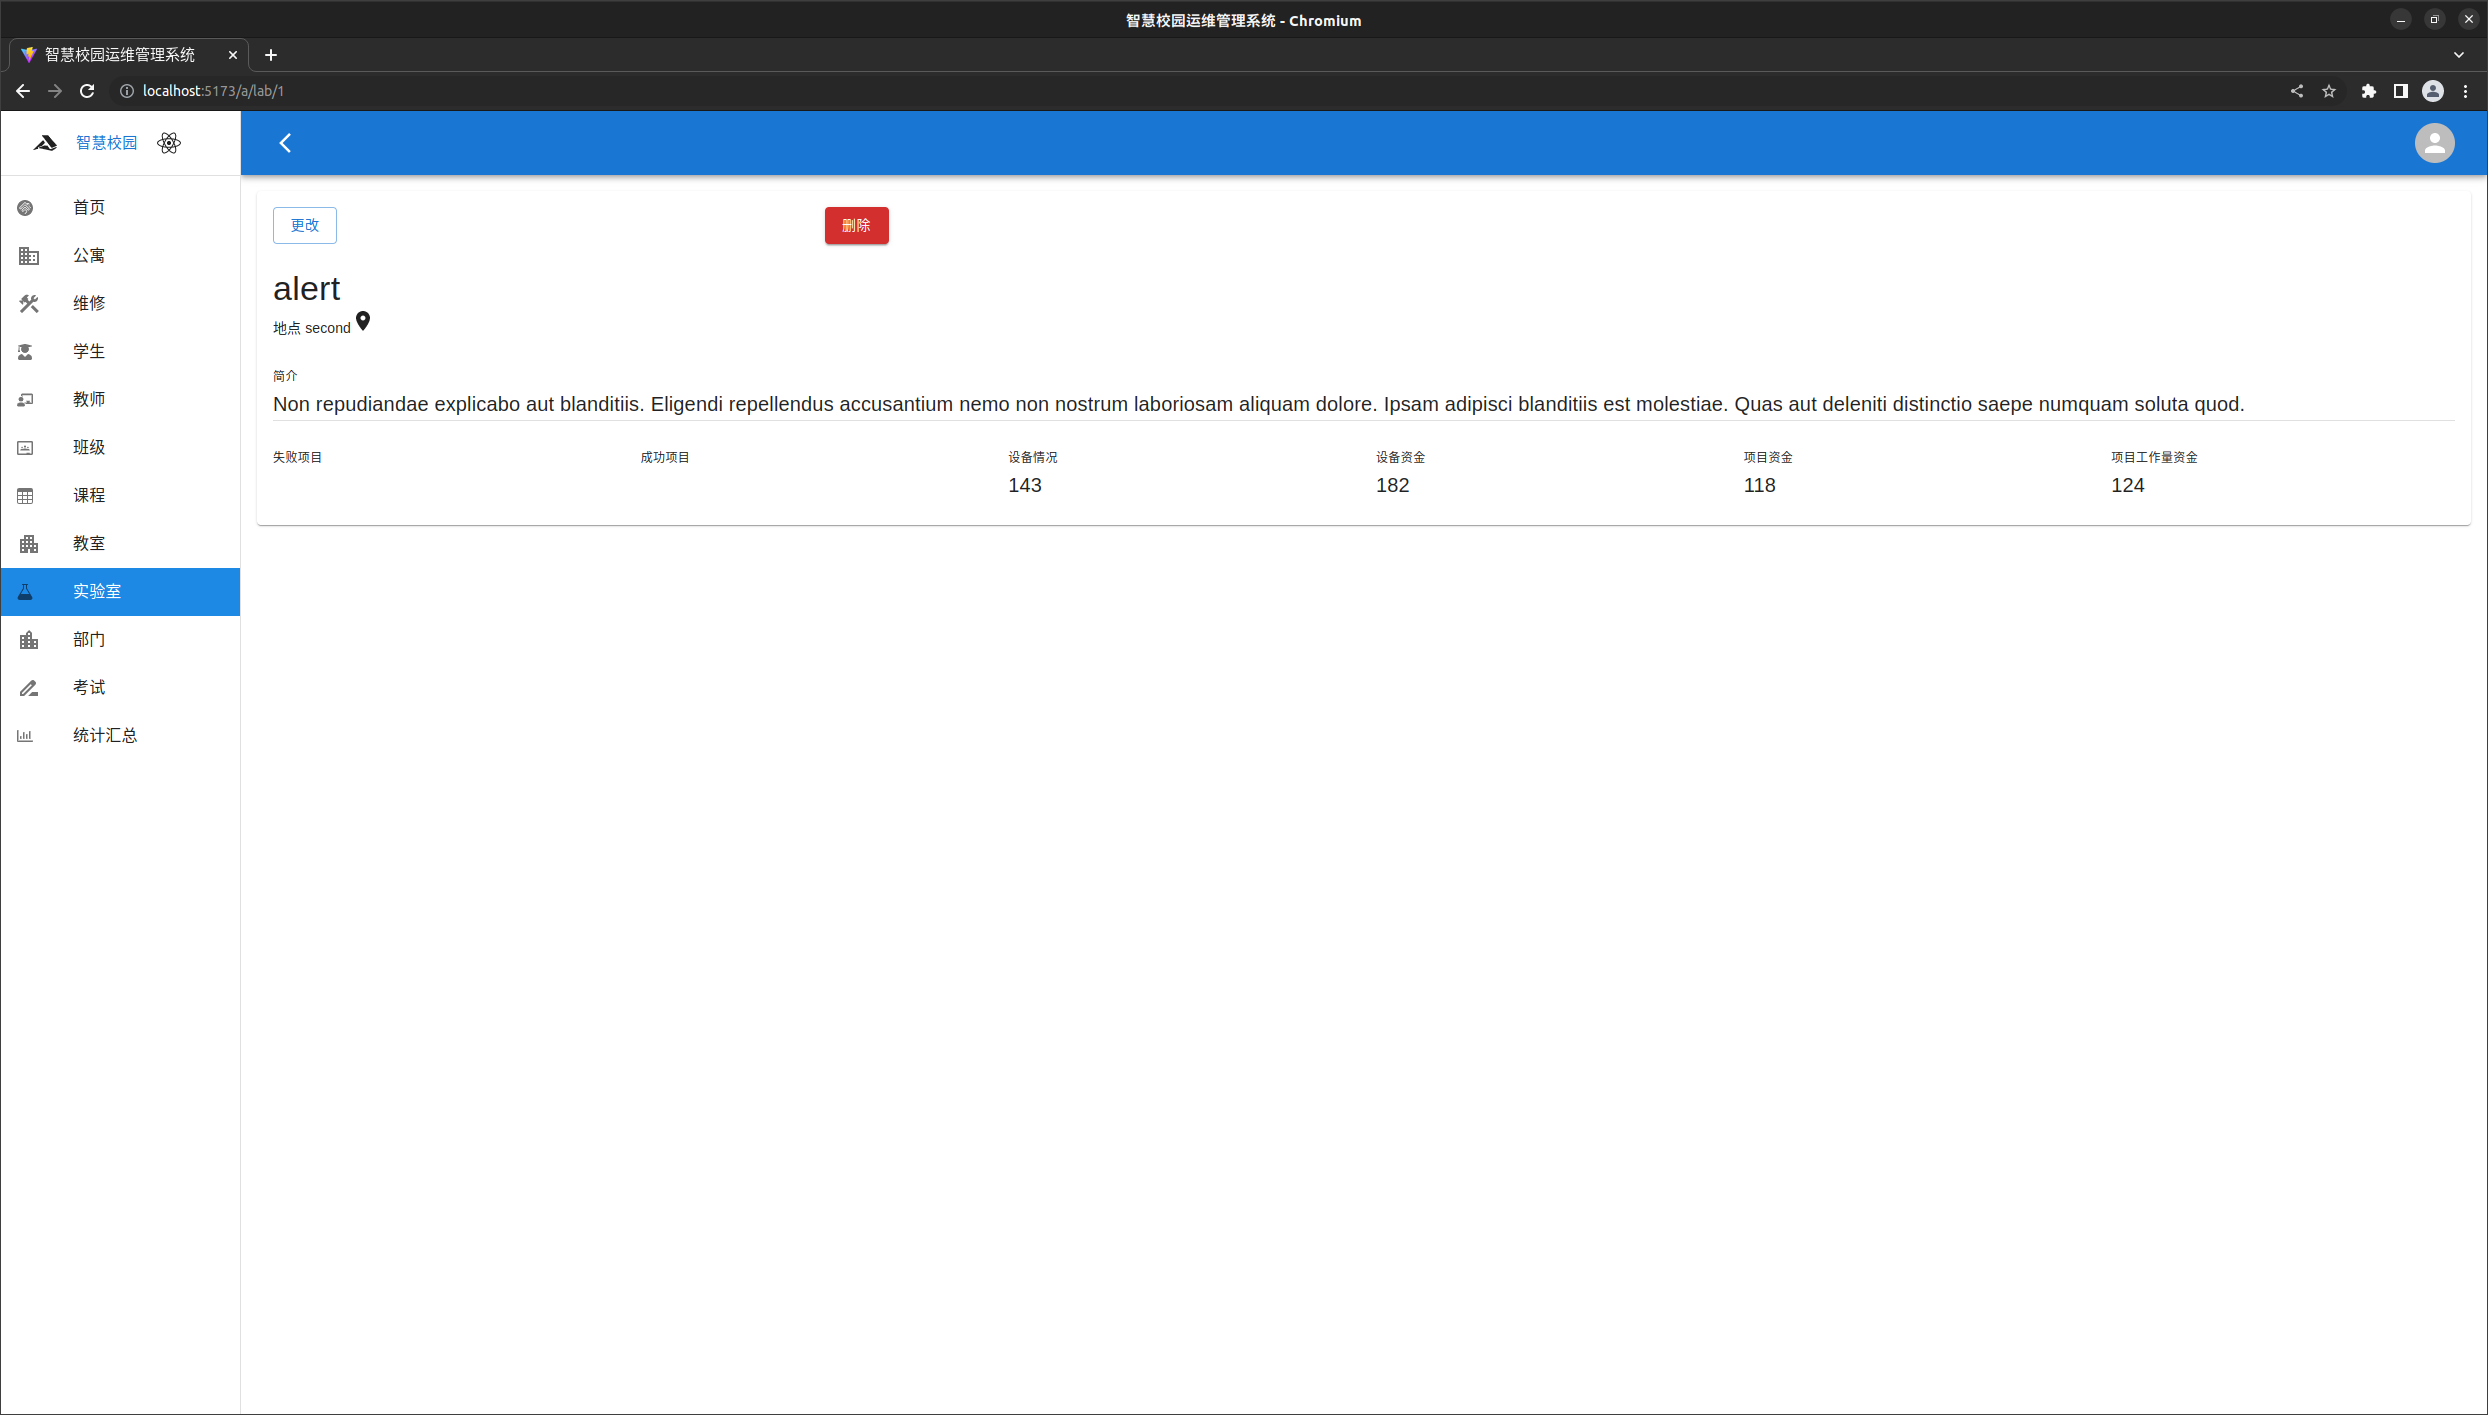 智慧校园运维管理系统 - Chromium
智慧校园运维管理系统
localhost:5173/a/lab/1
智慧校园
首页
公寓
维修
学生
教师
班级
课程
教室
实验室
部门
考试
统计汇总
更改 删除
alert
地点 second
简介
Non repudiandae explicabo aut blanditiis. Eligendi repellendus accusantium nemo non nostrum laboriosam aliquam dolore. Ipsam adipisci blanditiis est molestiae. Quas aut deleniti distinctio saepe numquam soluta quod.
失败项目 成功项目 设备情况 设备资金 项目资金 项目工作量资金
143 182 118 124